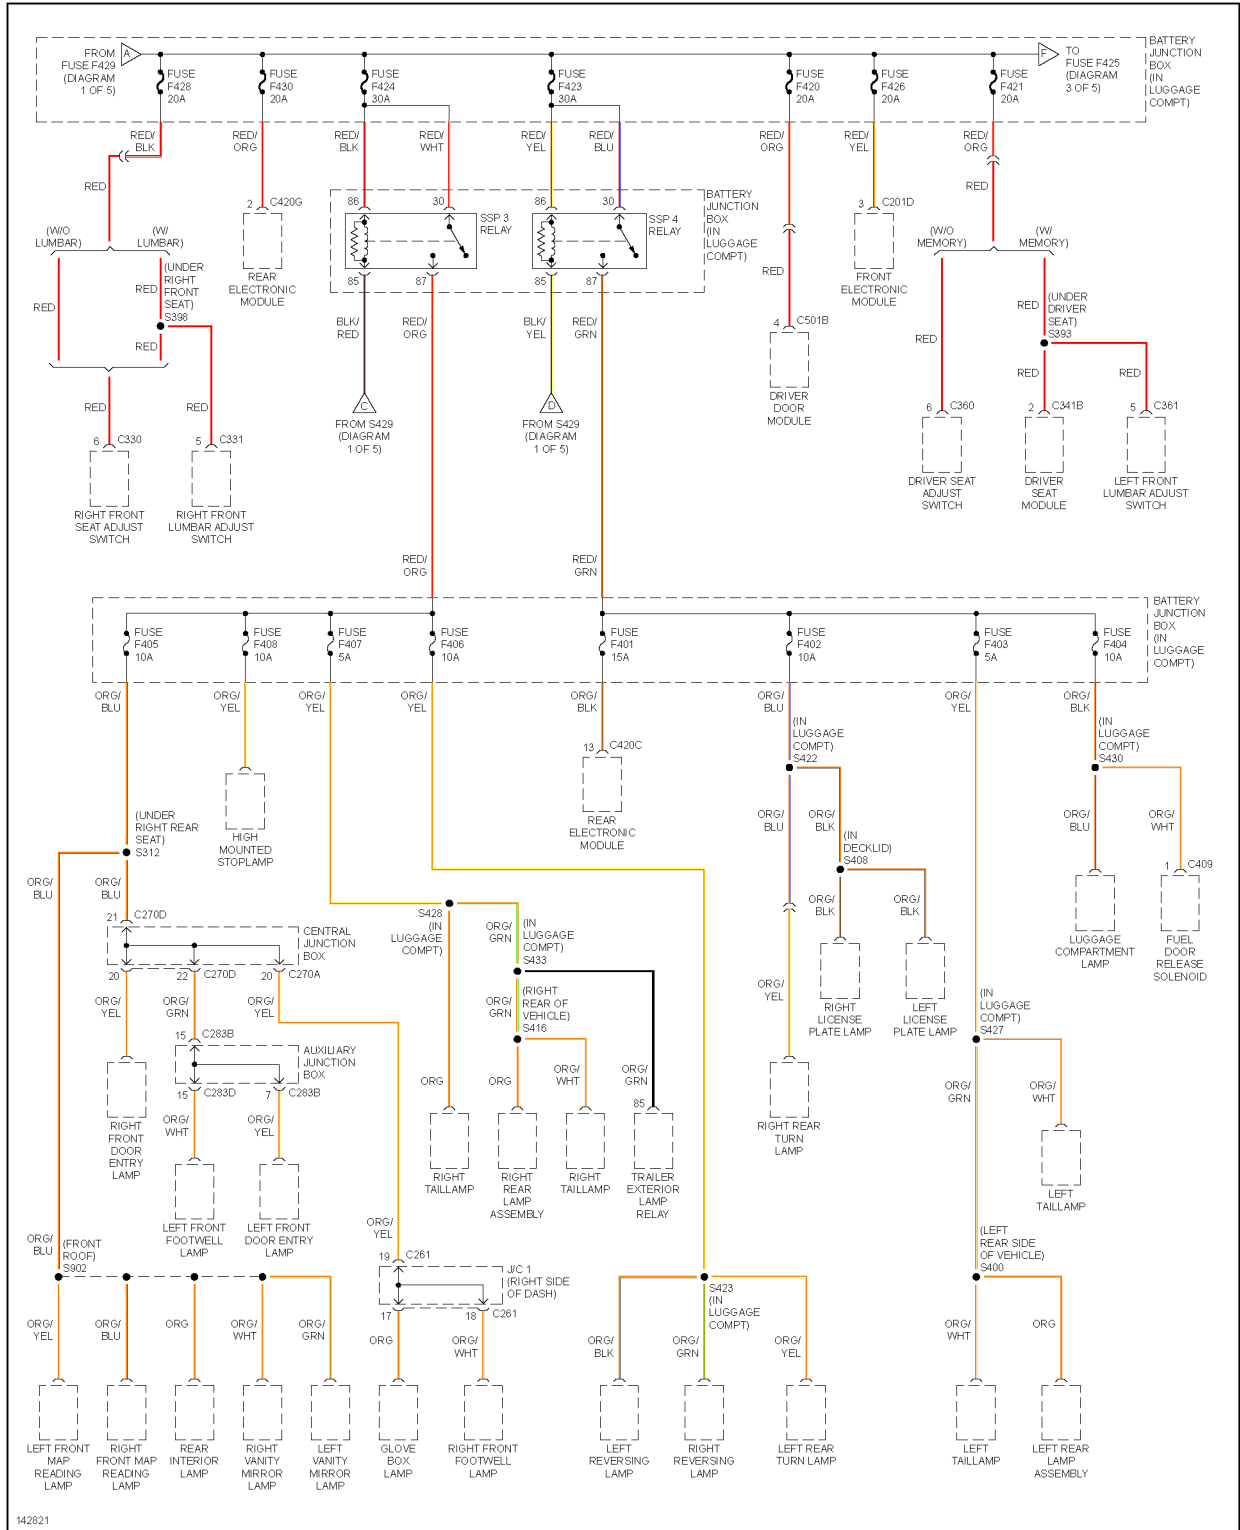 FROM
FUSE F429
(DIAGRAM
1 OF 5)
A
FUSE
F428
20A
FUSE
F430
20A
FUSE
F424
30A
FUSE
F423
30A
FUSE
F420
20A
FUSE
F426
20A
FUSE
F421
20A
F
TO
FUSE F425
(DIAGRAM
3 OF 5)
BATTERY
JUNCTION
BOX
(IN
LUGGAGE
COMPT)
RED/
BLK
RED/
ORG
RED/
BLK
RED/
WHT
RED/
YEL
RED/
BLU
RED/
ORG
RED/
YEL
RED/
ORG
RED
RED
2 C420G
86
30
SSP 3
RELAY
86
30
SSP 4
RELAY
BATTERY
JUNCTION
BOX
(IN
LUGGAGE
COMPT)
3 C201D
(W/O
LUMBAR)
(W/
LUMBAR)
(W/O
MEMORY)
(W/
MEMORY)
(UNDER
RIGHT
FRONT
SEAT)
S398
REAR
ELECTRONIC
MODULE
85
87
85
87
RED
FRONT
ELECTRONIC
MODULE
RED
RED
RED
(UNDER
DRIVER
SEAT)
S393
RED
BLK/
RED
RED/
ORG
BLK/
YEL
RED/
GRN
4 C501B
RED
RED
RED
RED
RED
C
D
DRIVER
DOOR
MODULE
6 C360
2 C341B
5 C361
FROM S429
(DIAGRAM
1 OF 5)
FROM S429
(DIAGRAM
1 OF 5)
6 C330
5 C331
DRIVER SEAT
ADJUST
SWITCH
DRIVER
SEAT
MODULE
LEFT FRONT
LUMBAR ADJUST
SWITCH
RIGHT FRONT
SEAT ADJUST
SWITCH
RIGHT FRONT
LUMBAR ADJUST
SWITCH
RED/
ORG
RED/
GRN
FUSE
F405
10A
FUSE
F408
10A
FUSE
F407
5A
FUSE
F406
10A
FUSE
F401
15A
FUSE
F402
10A
FUSE
F403
5A
FUSE
F404
10A
BATTERY
JUNCTION
BOX
(IN
LUGGAGE
COMPT)
ORG/
BLU
ORG/
YEL
ORG/
YEL
ORG/
YEL
ORG/
BLK
ORG/
BLU
ORG/
YEL
ORG/
BLK
(IN
LUGGAGE
COMPT)
S422
(IN
LUGGAGE
COMPT)
S430
13 C420C
REAR
ELECTRONIC
MODULE
HIGH
MOUNTED
STOPLAMP
(UNDER
RIGHT REAR
SEAT)
S312
ORG/
BLU
ORG/
BLK
(IN
DECKLID)
S408
ORG/
BLU
ORG/
WHT
ORG/
BLU
ORG/
BLU
ORG/
BLK
ORG/
BLK
1 C409
21 C270D
CENTRAL
JUNCTION
BOX
S428
(IN
LUGGAGE
COMPT)
ORG/
GRN
(IN
LUGGAGE
COMPT)
S433
LUGGAGE
COMPARTMENT
LAMP
FUEL
DOOR
RELEASE
SOLENOID
20
22 C270D
20 C270A
ORG/
YEL
ORG/
GRN
ORG/
YEL
ORG/
GRN
(RIGHT
REAR OF
VEHICLE)
S416
ORG/
YEL
RIGHT
LICENSE
PLATE LAMP
LEFT
LICENSE
PLATE LAMP
(IN
LUGGAGE
COMPT)
S427
15 C283B
AUXILIARY
JUNCTION
BOX
15 C283D
7 C283B
ORG
ORG
ORG/
WHT
ORG/
GRN
85
ORG/
GRN
ORG/
WHT
RIGHT
FRONT
DOOR
ENTRY
LAMP
ORG/
WHT
ORG/
YEL
RIGHT REAR
TURN
LAMP
RIGHT
TAILLAMP
RIGHT
REAR
LAMP
ASSEMBLY
RIGHT
TAILLAMP
TRAILER
EXTERIOR
LAMP
RELAY
LEFT
TAILLAMP
LEFT FRONT
FOOTWELL
LAMP
LEFT FRONT
DOOR ENTRY
LAMP
ORG/
YEL
ORG/
BLU
(FRONT
ROOF)
S902
19 C261
J/C 1
(RIGHT SIDE
OF DASH)
(LEFT
REAR SIDE
OF VEHICLE)
S400
S423
(IN
LUGGAGE
COMPT)
17
18 C261
ORG/
YEL
ORG/
BLU
ORG
ORG/
WHT
ORG/
GRN
ORG
ORG/
WHT
ORG/
BLK
ORG/
GRN
ORG/
YEL
ORG/
WHT
ORG
LEFT FRONT
MAP
READING
LAMP
RIGHT
FRONT MAP
READING
LAMP
REAR
INTERIOR
LAMP
RIGHT
VANITY
MIRROR
LAMP
LEFT
VANITY
MIRROR
LAMP
GLOVE
BOX
LAMP
RIGHT FRONT
FOOTWELL
LAMP
LEFT
REVERSING
LAMP
RIGHT
REVERSING
LAMP
LEFT REAR
TURN LAMP
LEFT
TAILLAMP
LEFT REAR
LAMP
ASSEMBLY
142821